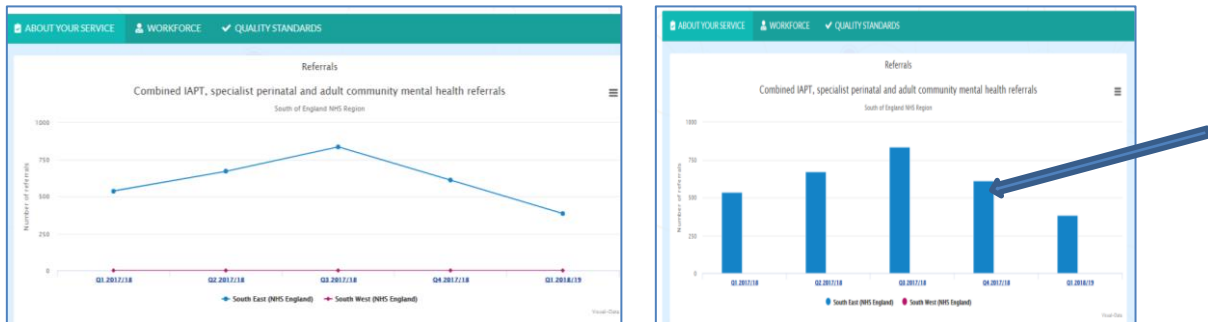 ABOUT YOUR SERVICE WORKFORCE QUALITY STANDARDS
Referrals
Combined IAPT, specialist perinatal and adult community mental health referrals
South of England NHS Region
Number of referrals
1000
750
500
250
0
Q1 2017/18 Q2 2017/18 Q3 2017/18 Q4 2017/18 Q1 2018/19
South East (NHS England) South West (NHS England)
ABOUT YOUR SERVICE WORKFORCE QUALITY STANDARDS
Referrals
Combined IAPT, specialist perinatal and adult community mental health referrals
South of England NHS Region
Number of referrals
1000
750
500
250
0
Q1 2017/18 Q2 2017/18 Q3 2017/18 Q4 2017/18 Q1 2018/19
South East (NHS England) South West (NHS England)